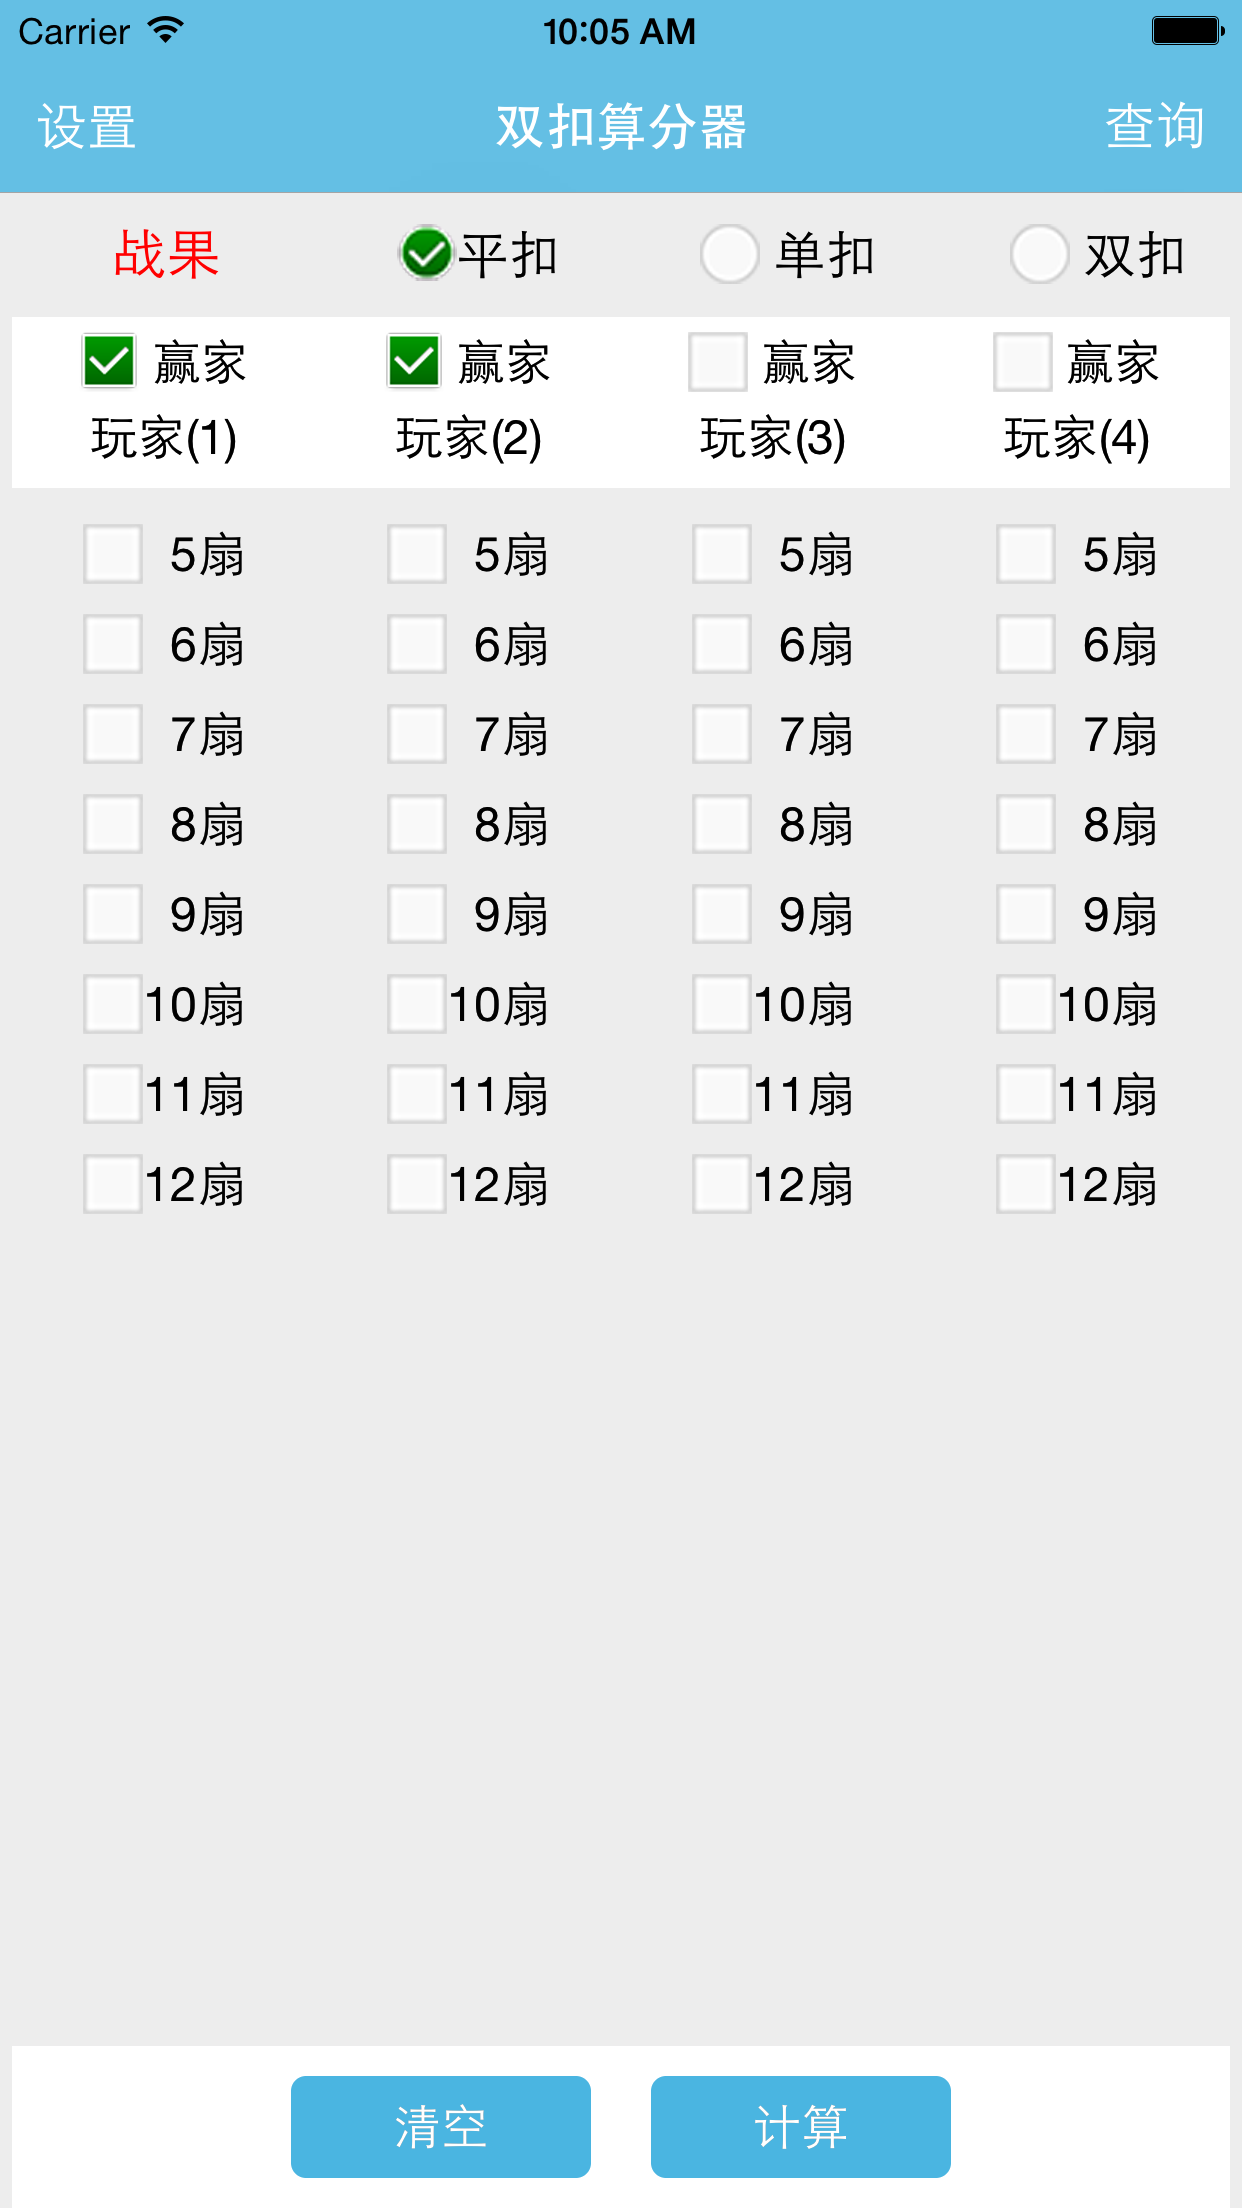 Carrier 10:05 AM
设置 双扣算分器 查询
战果 平扣 单扣 双扣
赢家 赢家 赢家 赢家
玩家(1) 玩家(2) 玩家(3) 玩家(4)
5扇 5扇 5扇 5扇
6扇 6扇 6扇 6扇
7扇 7扇 7扇 7扇
8扇 8扇 8扇 8扇
9扇 9扇 9扇 9扇
10扇 10扇 10扇 10扇
11扇 11扇 11扇 11扇
12扇 12扇 12扇 12扇
清空 计算